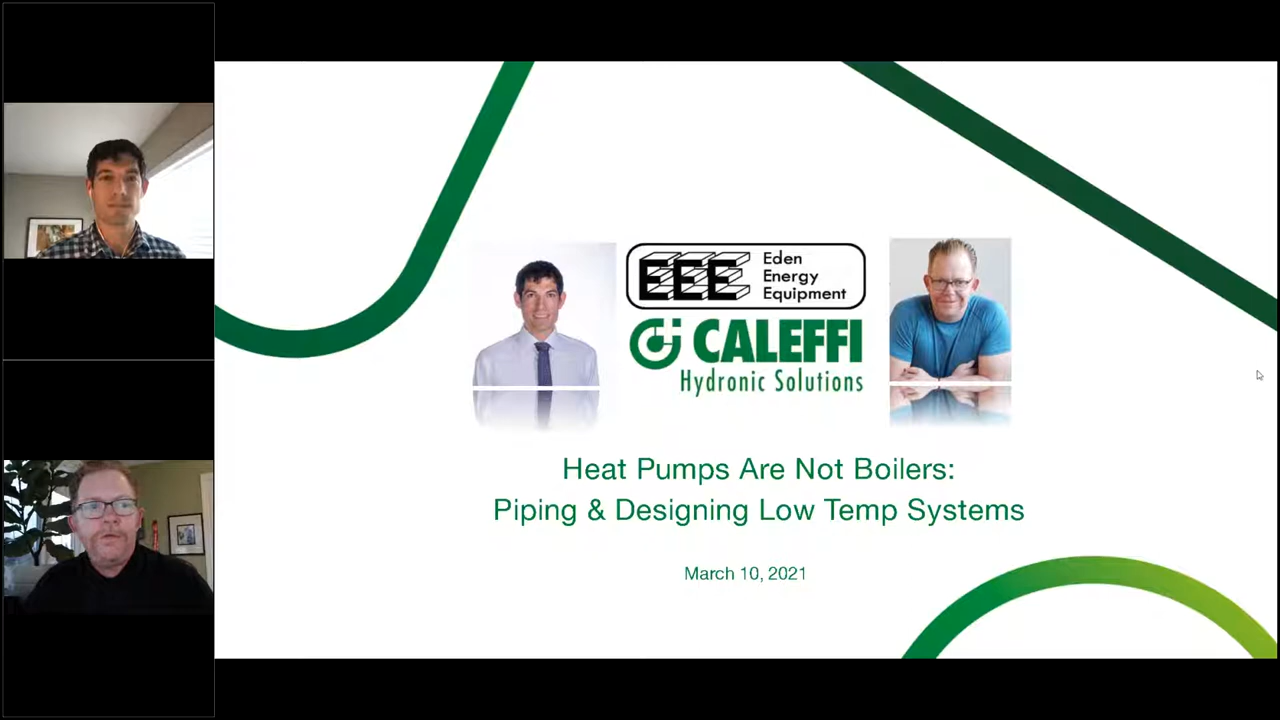 EEE
Eden
Energy
Equipment
CALEFFI
Hydronic Solutions
Heat Pumps Are Not Boilers:
Piping & Designing Low Temp Systems
March 10, 2021